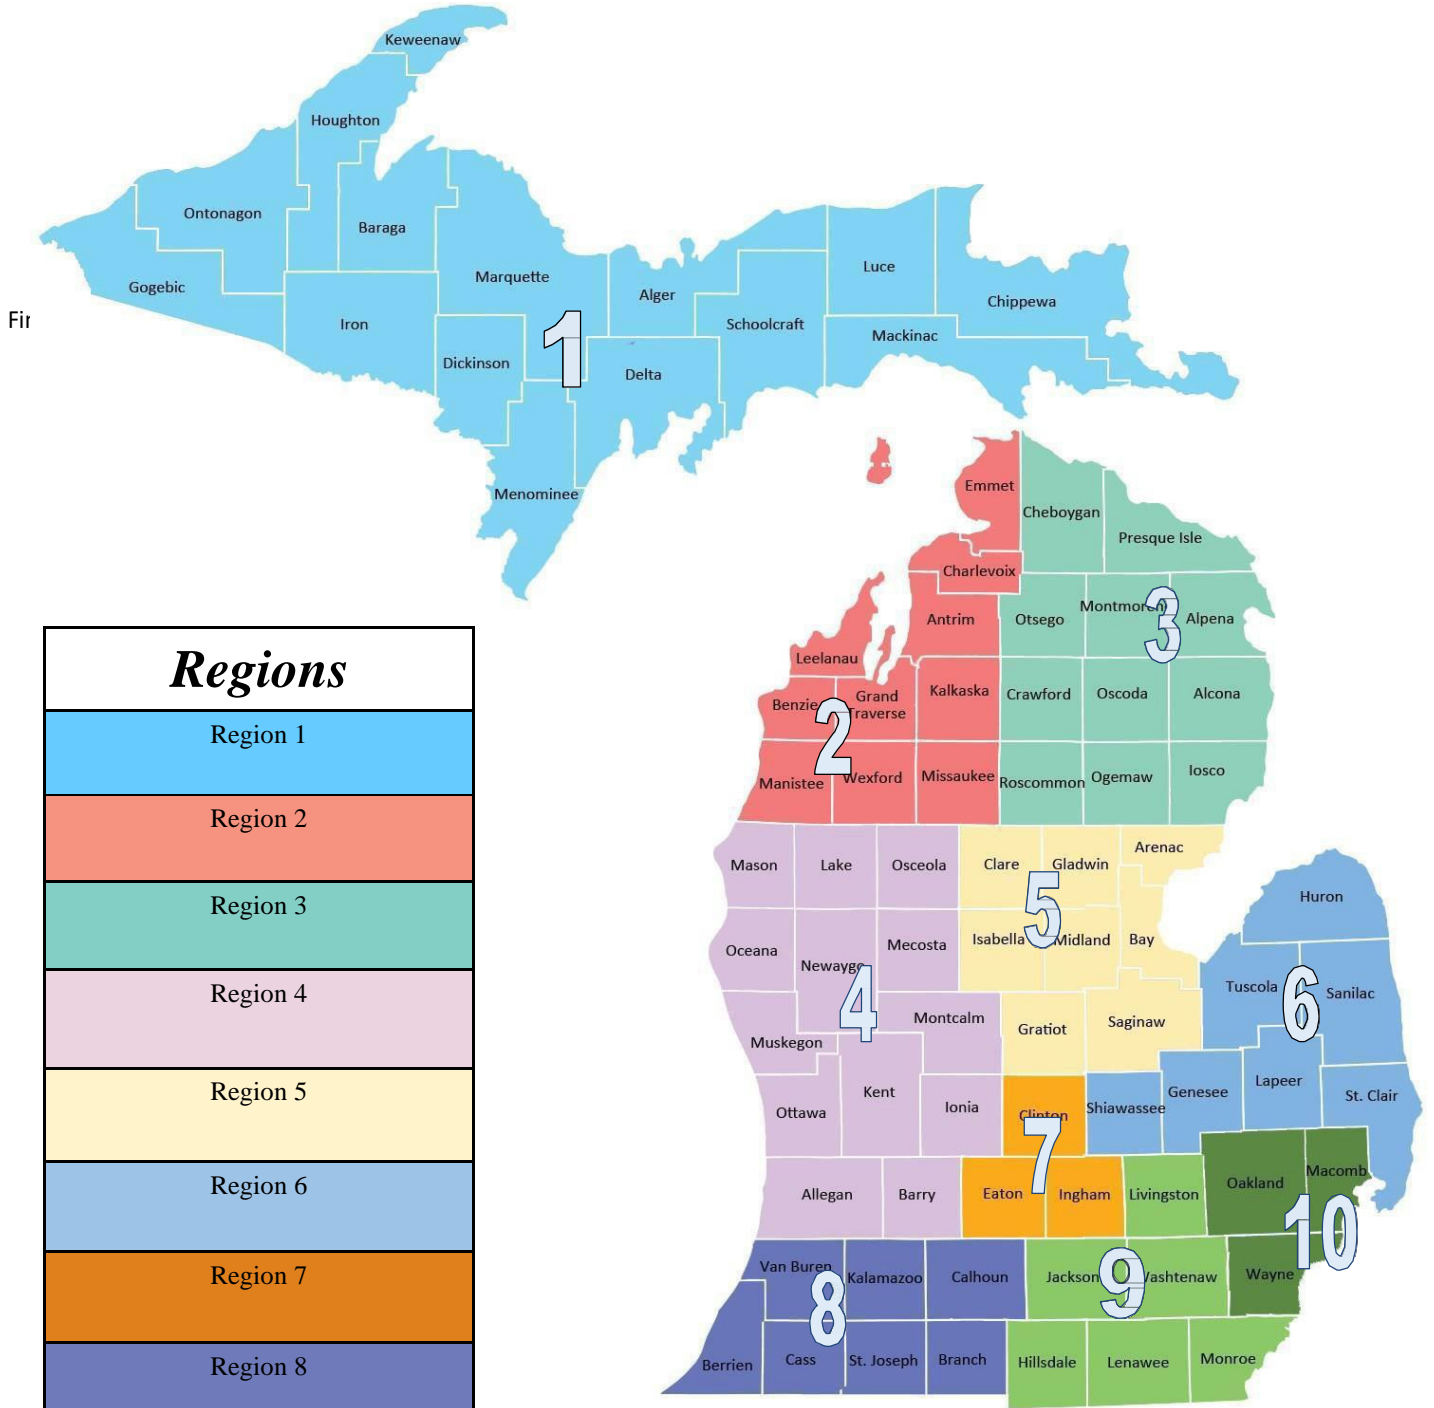 Keweenaw
Houghton
Ontonagon
Baraga
Gogebic
Marquette
Luce
Alger
Chippewa
Fir
Iron
Schoolcraft
Mackinac
1
Dickinson
Delta
Menominee
Emmet
Cheboygan
Presque Isle
Charlevoix
Antrim
Otsego
3
Alpena
Leelanau
Benzie
Grand
Traverse
Kalkaska
Crawford
Oscoda
Alcona
2
Manistee
Wexford
Missaukee
Roscommon
Ogemaw
Iosco
Mason
Lake
Osceola
Clare
Gladwin
Arenac
5
Huron
Oceana
Newaygo
Mecosta
Isabella
Midland
Bay
4
Tuscola
6
Sanilac
Muskegon
Montcalm
Gratiot
Saginaw
Ottawa
Kent
Ionia
Clinton
Shiawassee
Genesee
Lapeer
St. Clair
7
Allegan
Barry
Eaton
Ingham
Livingston
Oakland
Macomb
10
Van Buren
Kalamazoo
Calhoun
Jackson
9
Washtenaw
Wayne
8
Berrien
Cass
St. Joseph
Branch
Hillsdale
Lenawee
Monroe
Regions
Region 1
Region 2
Region 3
Region 4
Region 5
Region 6
Region 7
Region 8